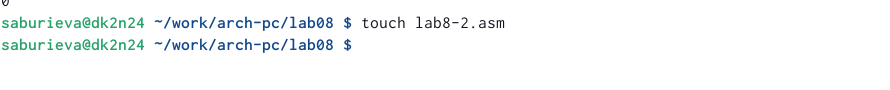 saburieva@dk2n24 ~/work/arch-pc/lab08 $ touch lab8-2.asm
saburieva@dk2n24 ~/work/arch-pc/lab08 $